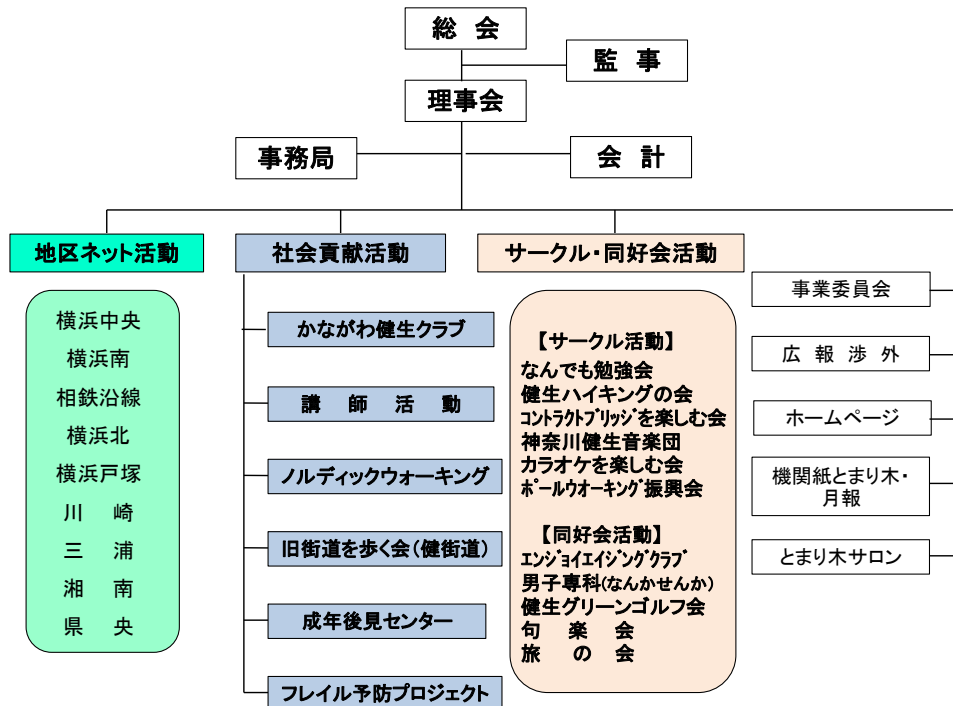 総 会
監 事
理事会
事務局
会 計
地区ネット活動
横浜中央
横浜南
相鉄沿線
横浜北
横浜戸塚
川 崎
三 浦
湘 南
県 央
社会貢献活動
かながわ健生クラブ
講 師 活 動
ノルディックウォーキング
旧街道を歩く会(健街道)
成年後見センター
フレイル予防プロジェクト
サークル・同好会活動
【サークル活動】
なんでも勉強会
健生ハイキングの会
ｺﾝﾄﾗｸﾄﾌﾞﾘｯｼﾞを楽しむ会
神奈川健生音楽団
カラオケを楽しむ会
ﾎﾟｰﾙウオーキング振興会
【同好会活動】
ｴﾝｼﾞｮｲｴｲｼﾞﾝｸﾞｸﾗﾌﾞ
男子専科(なんかせんか)
健生グリーンゴルフ会
句 楽 会
旅 の 会
事業委員会
広 報 渉 外
ホームページ
機関紙とまり木・
月報
とまり木サロン